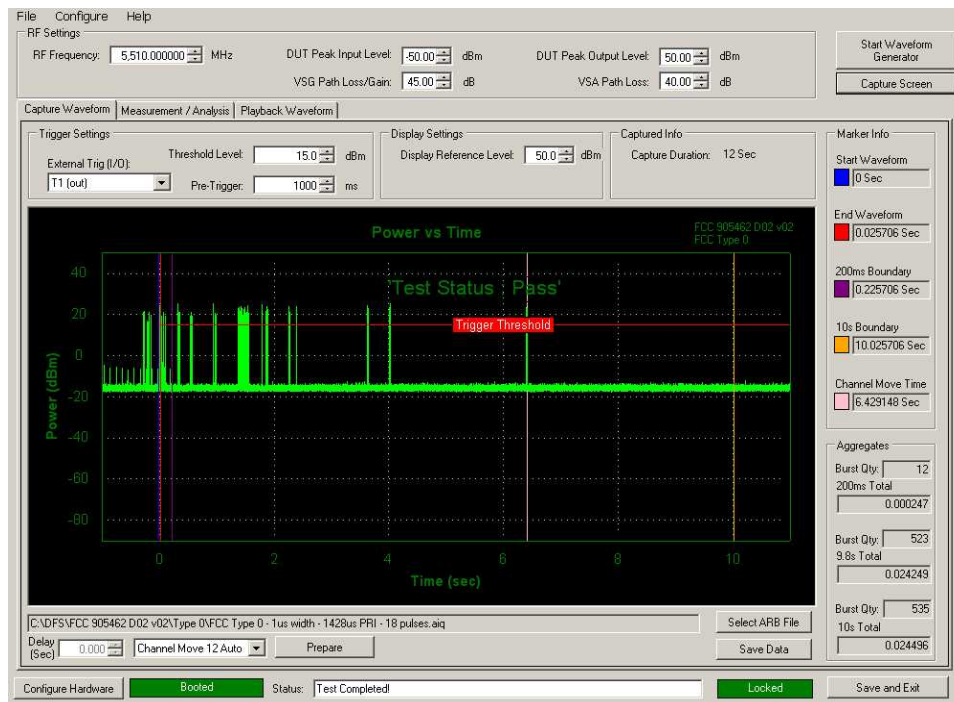 File Configure Help
RF Settings
RF Frequency: 5,510.000000 MHz
DUT Peak Input Level: -50.00 dBm
DUT Peak Output Level: 50.00 dBm
VSG Path Loss/Gain: 45.00 dB
VSA Path Loss: 40.00 dB
Start Waveform
Generator
Capture Screen
Capture Waveform Measurement / Analysis Playback Waveform
Trigger Settings
External Trig (I/O):
T1 (out)
Threshold Level: 15.0 dBm
Pre-Trigger: 1000 ms
Display Settings
Display Reference Level: 50.0 dBm
Captured Info
Capture Duration: 12 Sec
Marker Info
Start Waveform
0 Sec
End Waveform
0.025706 Sec
200ms Boundary
0.225706 Sec
10s Boundary
10.025706 Sec
Channel Move Time
6.429148 Sec
Power vs Time
FCC 905462 D02 v02
FCC Type 0
'Test Status : Pass'
Trigger Threshold
Power (dBm)
40
20
0
-20
-40
-60
-80
0 2 4 6 8 10
Time (sec)
Aggregates
Burst Qty: 12
200ms Total
0.000247
Burst Qty: 523
9.8s Total
0.024249
Burst Qty: 535
10s Total
0.024496
C:\DFS\FCC 905462 D02 v02\Type 0\FCC Type 0 - 1us width - 1428us PRI - 18 pulses.aiq
Select ARB File
Delay
(Sec) 0.000 Channel Move 12 Auto Prepare
Save Data
Configure Hardware Booted Status: Test Completed! Locked Save and Exit